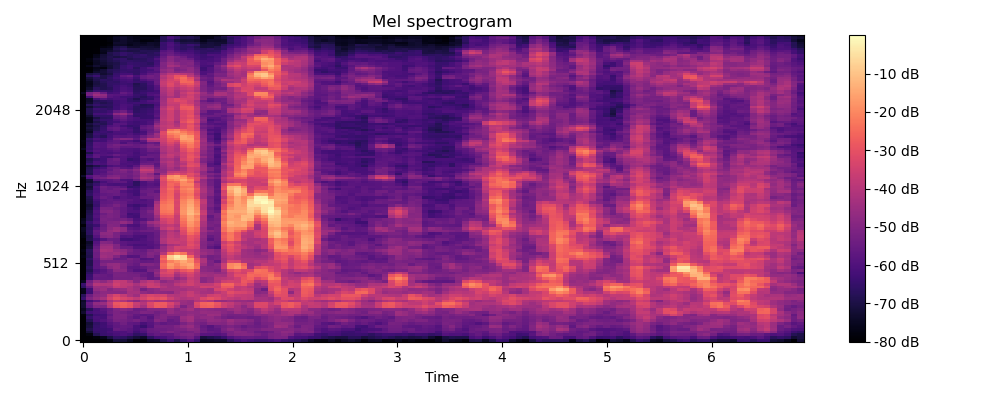 Mel spectrogram
Hz
2048
1024
512
0
0 1 2 3 4 5 6
Time
-10 dB
-20 dB
-30 dB
-40 dB
-50 dB
-60 dB
-70 dB
-80 dB